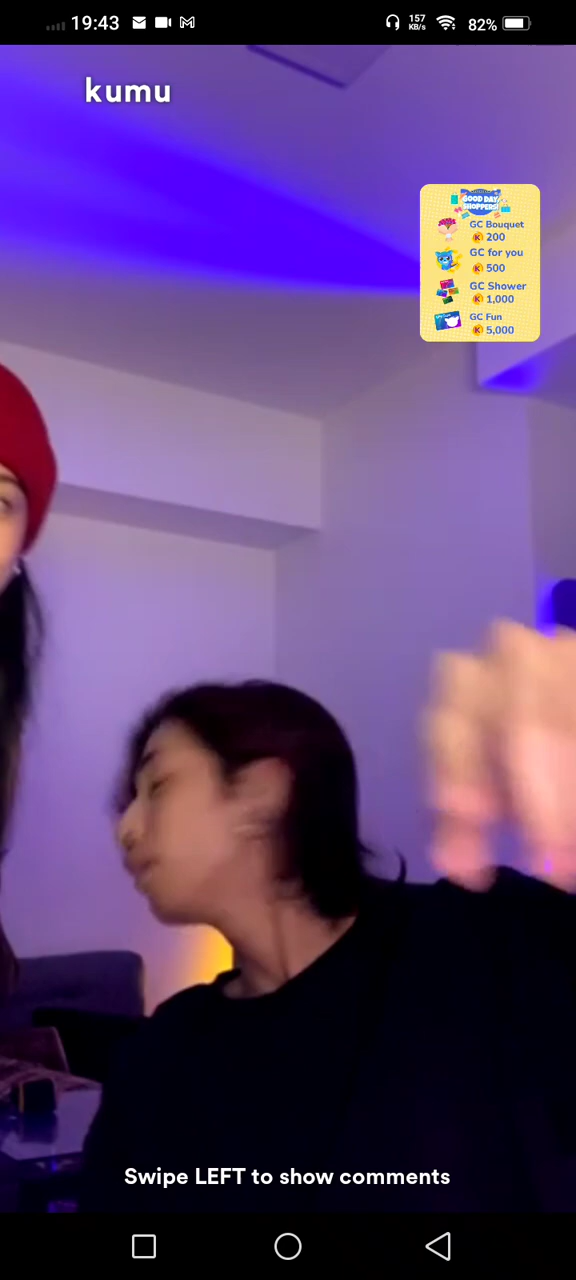 19:43
157
KB/s
82%
kumu
GOOD DAY
SHOPPERS!
GC Bouquet
K 200
GC for you
K 500
GC Shower
K 1,000
GC Fun
K 5,000
Swipe LEFT to show comments